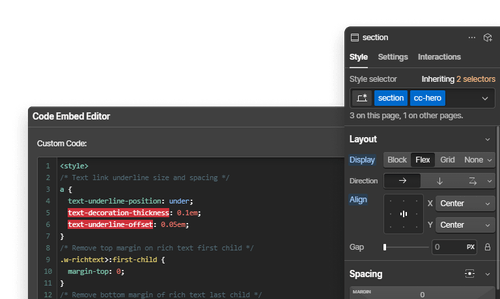 section
Style Settings Interactions
Style selector Inheriting 2 selectors
section cc-hero
3 on this page, 1 on other pages.
Layout
Display Block Flex Grid None
Direction
Align X Center
Y Center
Gap 0 PX
Spacing
MARGIN 0
Code Embed Editor
Custom Code:
1 <style>
2 /* Text link underline size and spacing */
3 a {
4 text-underline-position: under;
5 text-decoration-thickness: 0.1em;
6 text-underline-offset: 0.05em;
7 }
8 /* Remove top margin on rich text first child */
9 .w-richtext>:first-child {
10 margin-top: 0;
11 }
12 /* Remove bottom margin of rich text last child */